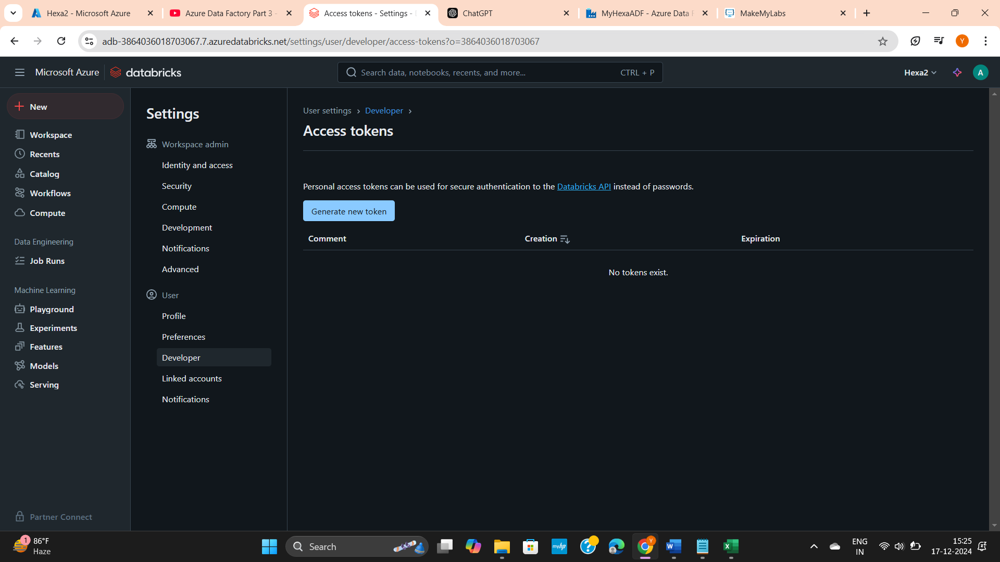 Hexa2 - Microsoft Azure
Azure Data Factory Part 3 -
Access tokens - Settings -
ChatGPT
MyHexaADF - Azure Data
MakeMyLabs
adb-3864036018703067.7.azuredatabricks.net/settings/user/developer/access-tokens?o=3864036018703067
Y
Microsoft Azure
databricks
Search data, notebooks, recents, and more...
CTRL + P
Hexa2
A
New
Workspace
Recents
Catalog
Workflows
Compute
Data Engineering
Job Runs
Machine Learning
Playground
Experiments
Features
Models
Serving
Partner Connect
Settings
Workspace admin
Identity and access
Security
Compute
Development
Notifications
Advanced
User
Profile
Preferences
Developer
Linked accounts
Notifications
User settings › Developer ›
Access tokens
Personal access tokens can be used for secure authentication to the Databricks API instead of passwords.
Generate new token
Comment
Creation
Expiration
No tokens exist.
1
86°F
Haze
Search
myhp
Y
W
X
ENG
IN
15:25
17-12-2024